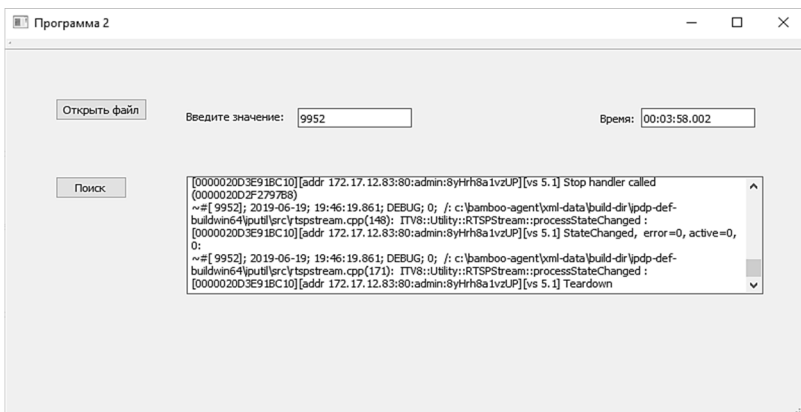 Программа 2
Открыть файл
Введите значение: 9952
Время: 00:03:58.002
Поиск
[0000020D3E91BC10][addr 172.17.12.83:80:admin:8yHrh8a1vzUP][vs 5.1] Stop handler called
(0000020D2F2797B8)
~#[ 9952]; 2019-06-19; 19:46:19.861; DEBUG; 0; /: c:\bamboo-agent\xml-data\build-dir\ipdp-def-
buildwin64\iputil\src\rtspstream.cpp(148): ITV8::Utility::RTSPStream::processStateChanged :
[0000020D3E91BC10][addr 172.17.12.83:80:admin:8yHrh8a1vzUP][vs 5.1] StateChanged, error=0, active=0,
0:
~#[ 9952]; 2019-06-19; 19:46:19.861; DEBUG; 0; /: c:\bamboo-agent\xml-data\build-dir\ipdp-def-
buildwin64\iputil\src\rtspstream.cpp(171): ITV8::Utility::RTSPStream::processStateChanged :
[0000020D3E91BC10][addr 172.17.12.83:80:admin:8yHrh8a1vzUP][vs 5.1] Teardown